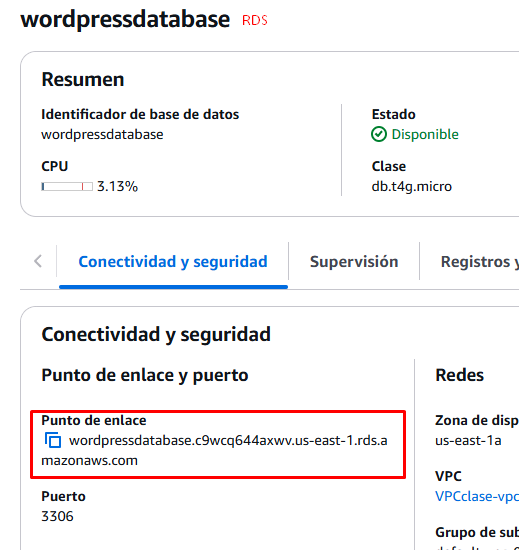 wordpressdatabase RDS
Resumen
Identificador de base de datos
wordpressdatabase
Estado
Disponible
CPU
3.13%
Clase
db.t4g.micro
Conectividad y seguridad
Supervisión
Registros y
Conectividad y seguridad
Punto de enlace y puerto
Punto de enlace
wordpressdatabase.c9wcq644axwv.us-east-1.rds.a
mazonaws.com
Puerto
3306
Redes
Zona de disp
us-east-1a
VPC
VPCclase-vpc
Grupo de sub